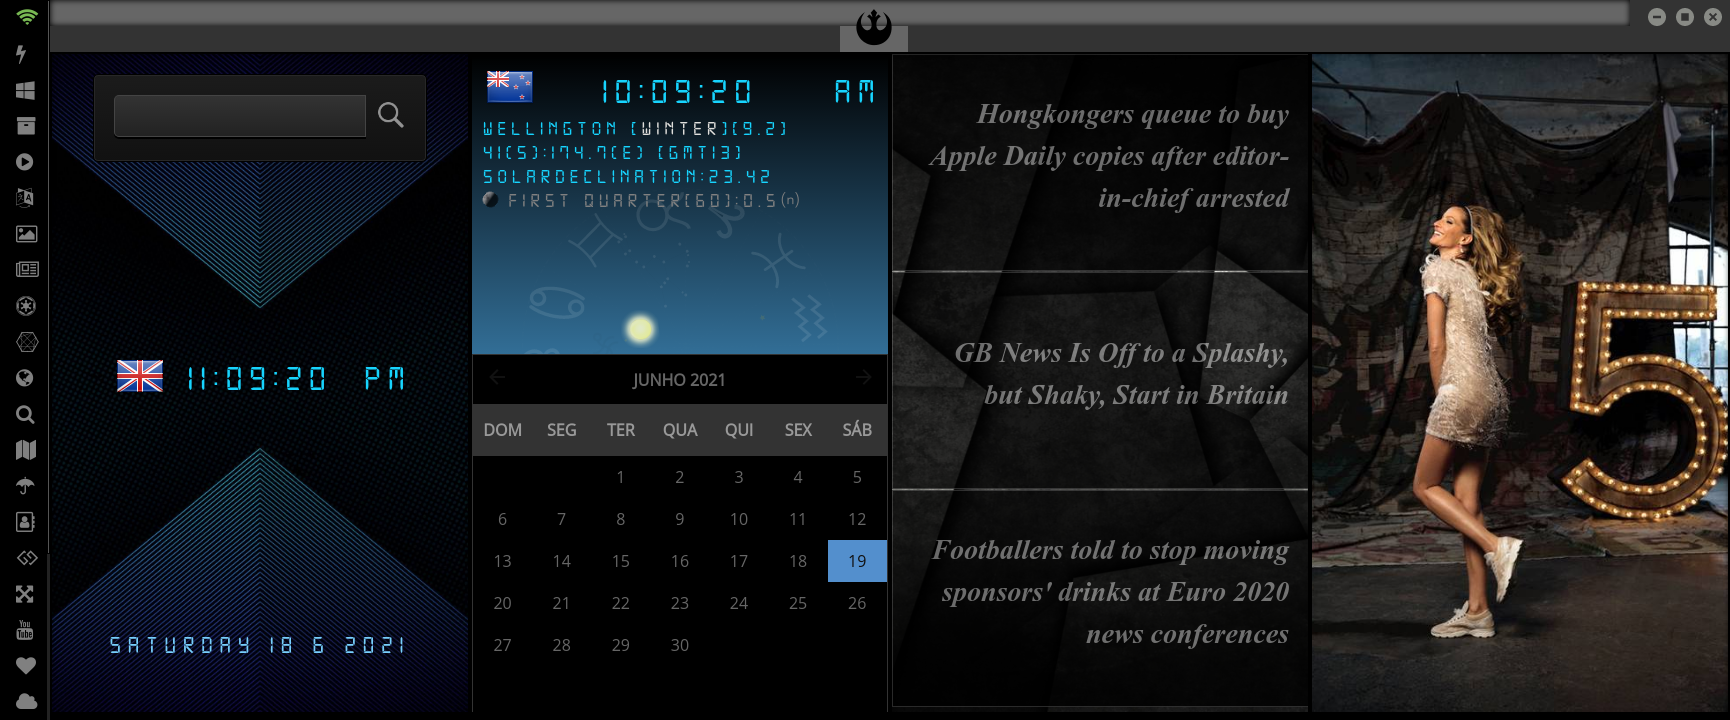 10:09:20 AM
WELLINGTON [WINTER][9.2]
41(S):174.7(E) [GMT13]
SOLARDECLINATION:23.42
FIRST QUARTER[60]:0.5(n)
11:09:20 PM
SATURDAY 18 6 2021
JUNHO 2021
DOM SEG TER QUA QUI SEX SÁB
1 2 3 4 5
6 7 8 9 10 11 12
13 14 15 16 17 18 19
20 21 22 23 24 25 26
27 28 29 30
Hongkongers queue to buy
Apple Daily copies after editor-
in-chief arrested
GB News Is Off to a Splashy,
but Shaky, Start in Britain
Footballers told to stop moving
sponsors' drinks at Euro 2020
news conferences
5
You
Tube